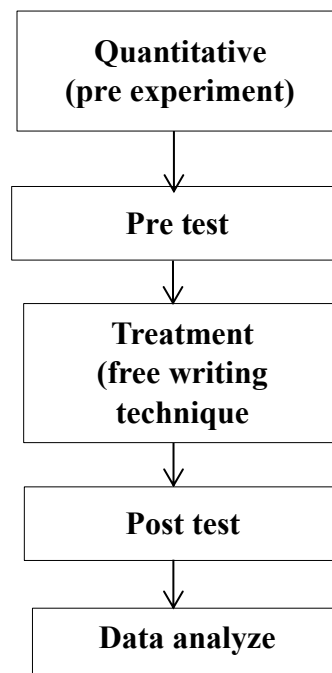 Quantitative
(pre experiment)
Pre test
Treatment
(free writing
technique
Post test
Data analyze